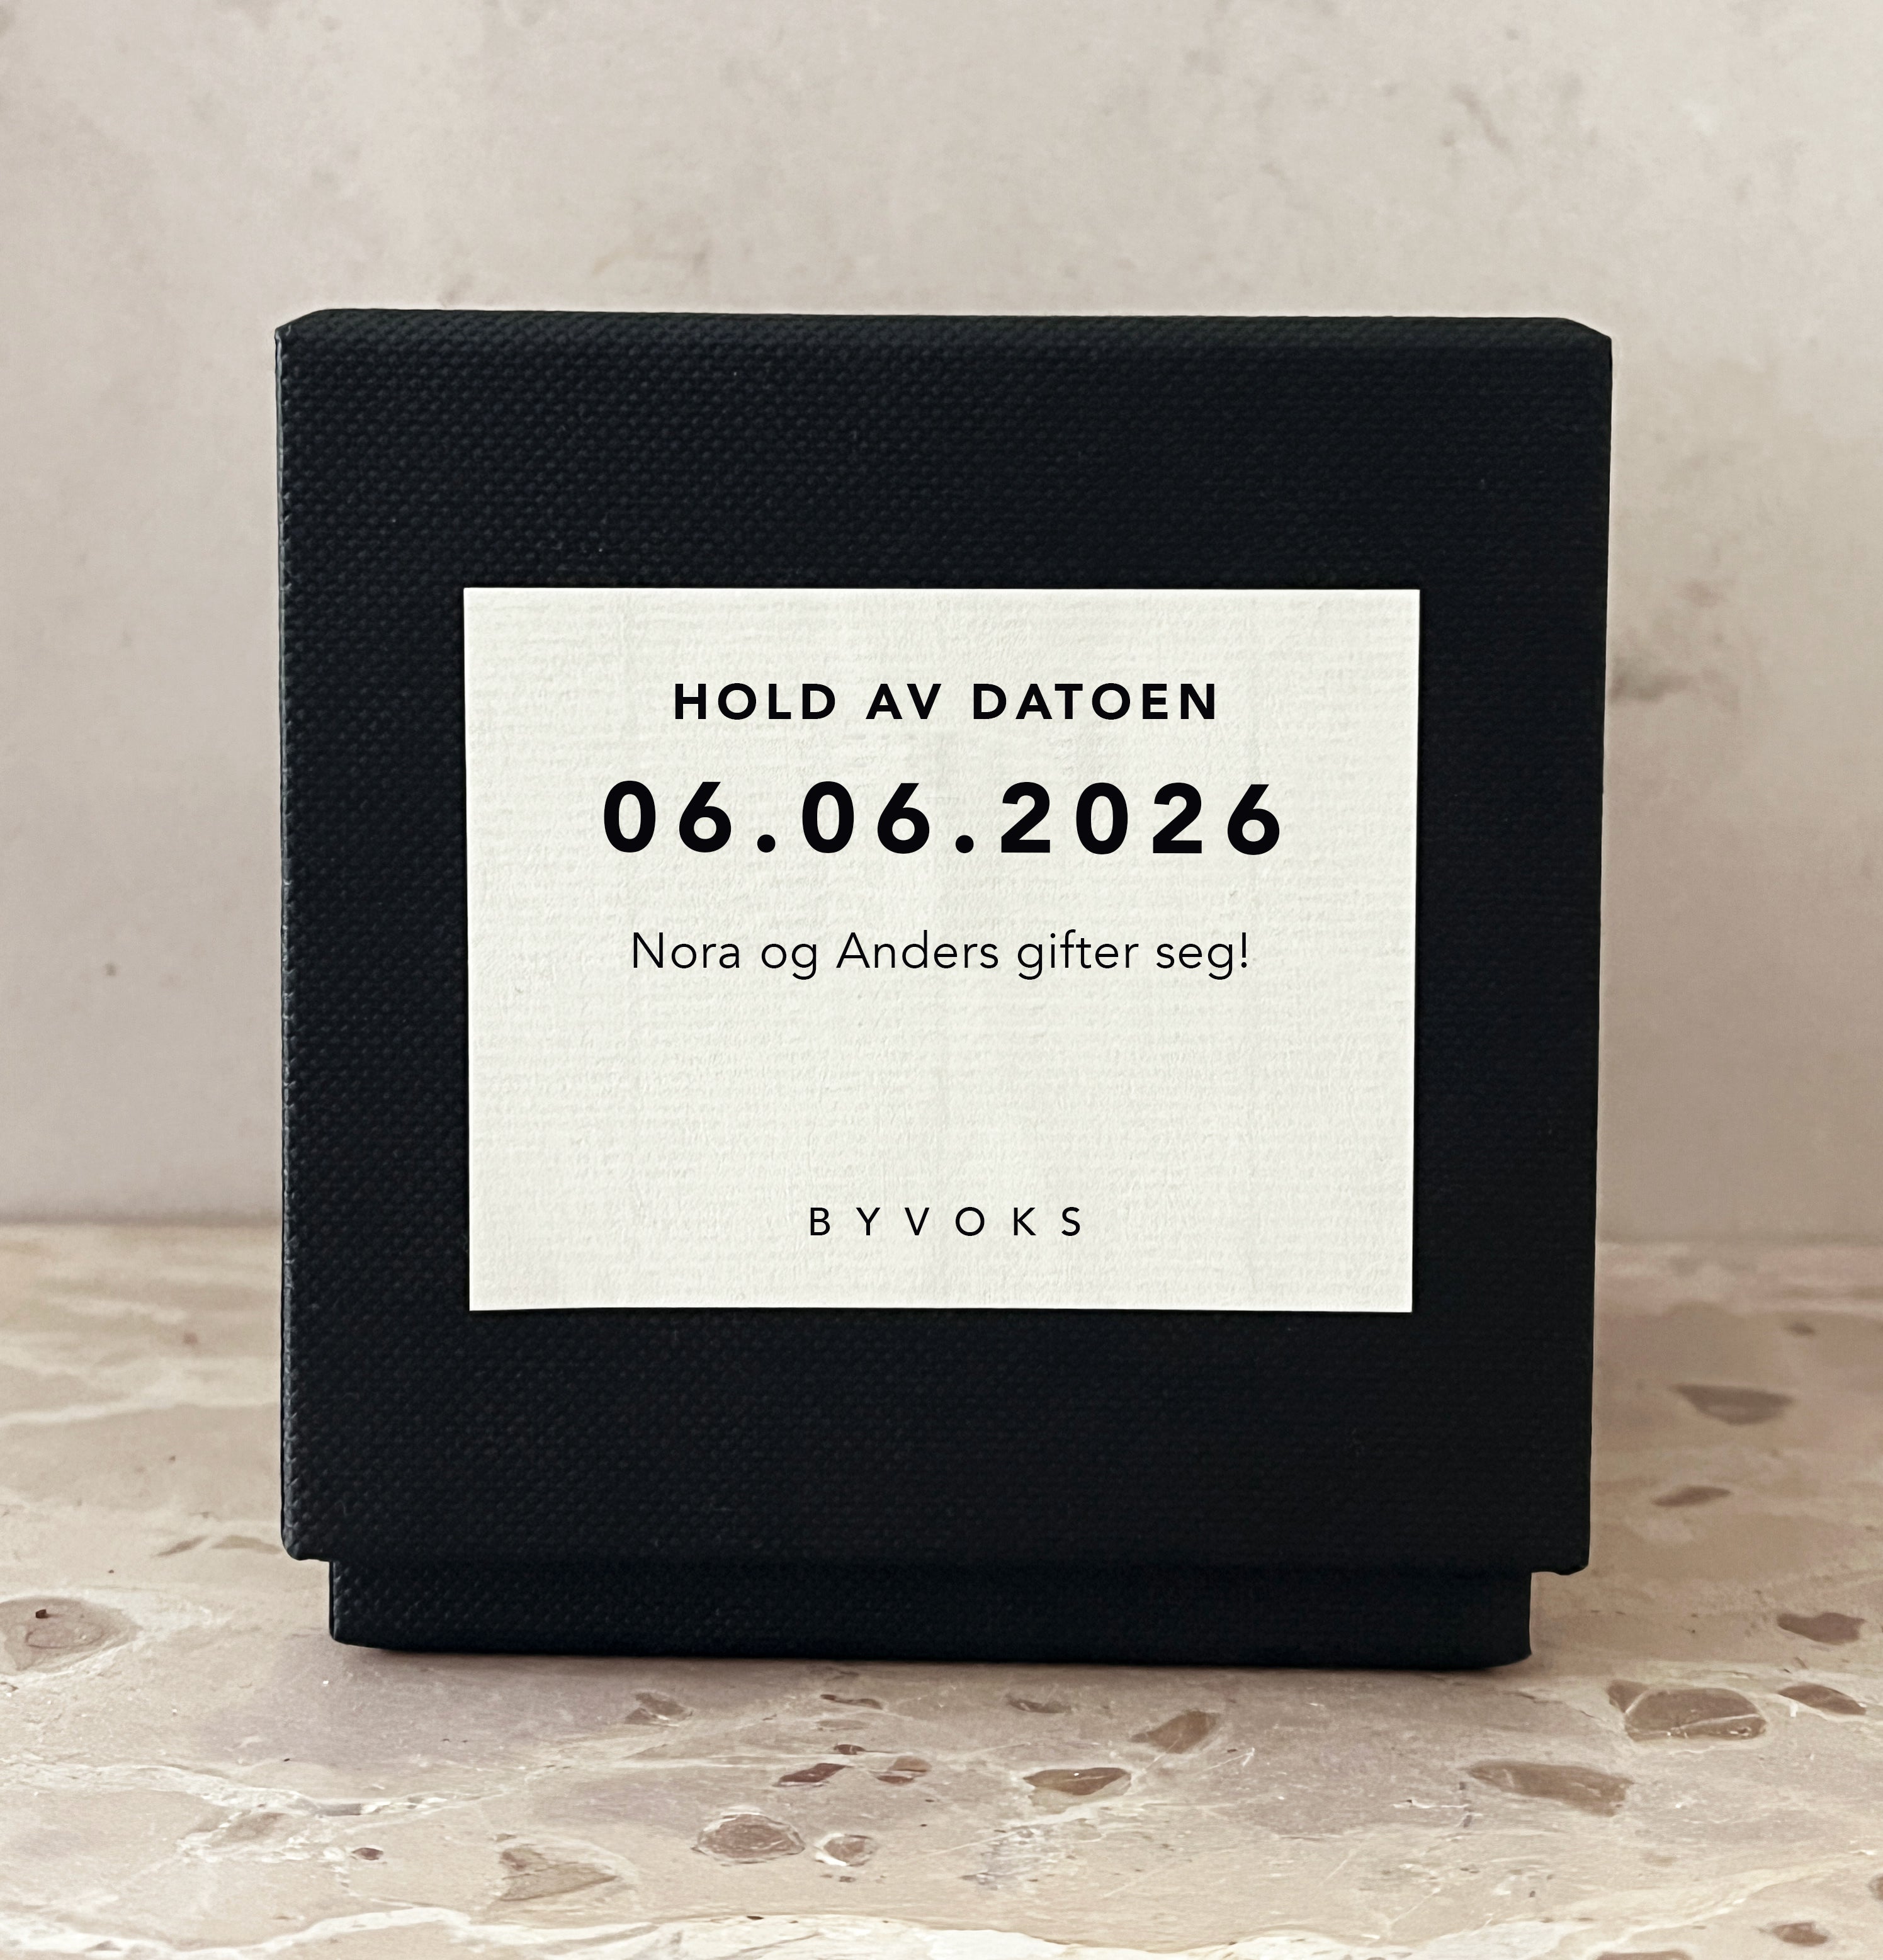 HOLD AV DATOEN
06.06.2026
Nora og Anders gifter seg!
BYVOKS